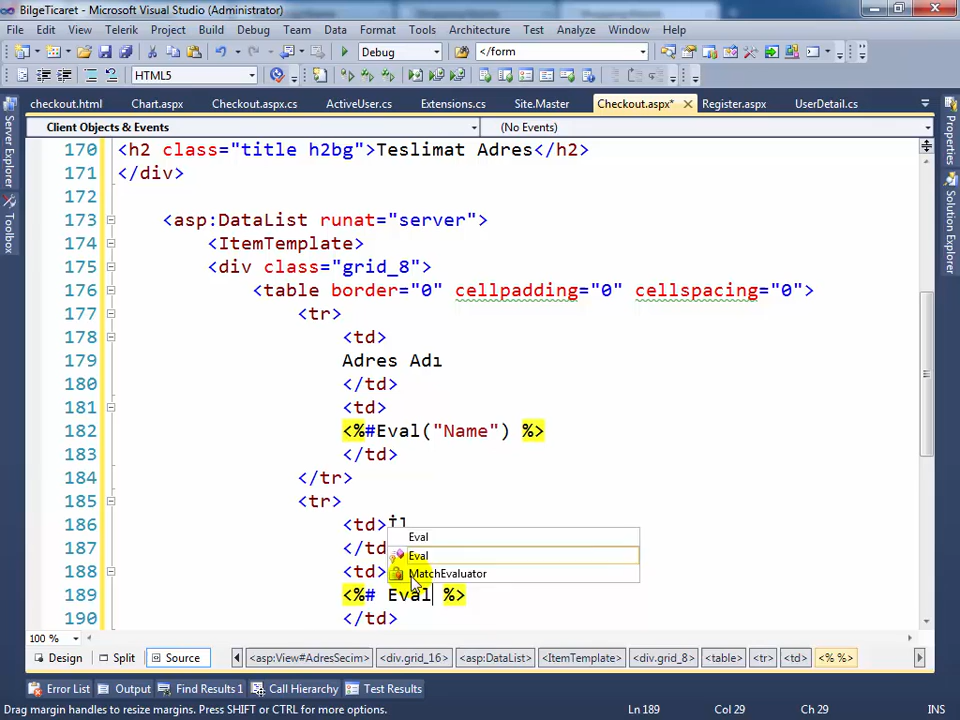 BilgeTicaret - Microsoft Visual Studio (Administrator)
File Edit View Telerik Project Build Debug Team Data Format Tools Architecture Test Analyze Window Help
Debug </form
HTML5
checkout.html Chart.aspx Checkout.aspx.cs ActiveUser.cs Extensions.cs Site.Master Checkout.aspx* Register.aspx UserDetail.cs
Client Objects & Events (No Events)
Server Explorer
Toolbox
Properties
Solution Explorer
170 <h2 class="title h2bg">Teslimat Adres</h2>
171 </div>
172
173 <asp:DataList runat="server">
174 <ItemTemplate>
175 <div class="grid_8">
176 <table border="0" cellpadding="0" cellspacing="0">
177 <tr>
178 <td>
179 Adres Adı
180 </td>
181 <td>
182 <%#Eval("Name") %>
183 </td>
184 </tr>
185 <tr>
186 <td>İl
Eval
187 </td
Eval
188 <td>
MatchEvaluator
189 <%# Eval %>
190 </td>
100 %
Design Split Source <asp:View#AdresSecim> <div.grid_16> <asp:DataList> <ItemTemplate> <div.grid_8> <table> <tr> <td> <% %>
Error List Output Find Results 1 Call Hierarchy Test Results
Drag margin handles to resize margins. Press SHIFT or CTRL for more options. Ln 189 Col 29 Ch 29 INS